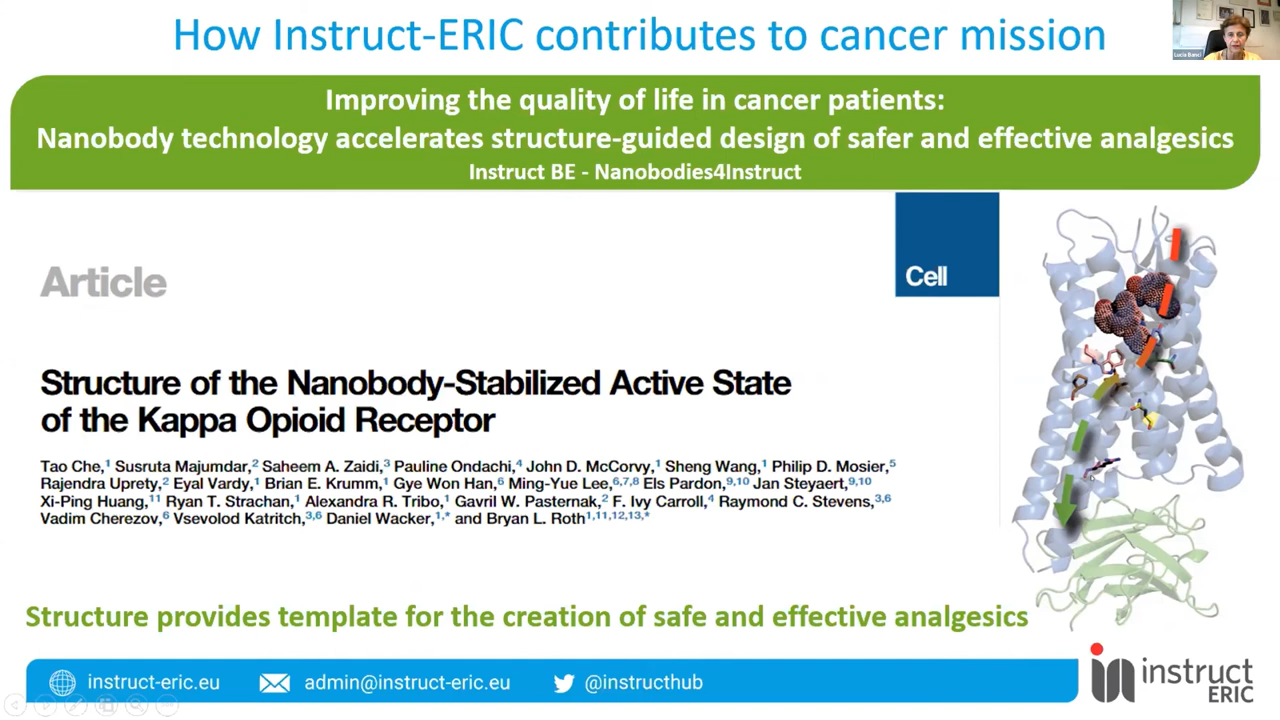 How Instruct-ERIC contributes to cancer mission
Lucia Banci
Improving the quality of life in cancer patients:
Nanobody technology accelerates structure-guided design of safer and effective analgesics
Instruct BE - Nanobodies4Instruct
Article
Cell
Structure of the Nanobody-Stabilized Active State
of the Kappa Opioid Receptor
Tao Che,1 Susruta Majumdar,2 Saheem A. Zaidi,3 Pauline Ondachi,4 John D. McCorvy,1 Sheng Wang,1 Philip D. Mosier,5
Rajendra Uprety,2 Eyal Vardy,1 Brian E. Krumm,1 Gye Won Han,6 Ming-Yue Lee,6,7,8 Els Pardon,9,10 Jan Steyaert,9,10
Xi-Ping Huang,11 Ryan T. Strachan,1 Alexandra R. Tribo,1 Gavril W. Pasternak,2 F. Ivy Carroll,4 Raymond C. Stevens,3,6
Vadim Cherezov,6 Vsevolod Katritch,3,6 Daniel Wacker,1,* and Bryan L. Roth1,11,12,13,*
Structure provides template for the creation of safe and effective analgesics
instruct-eric.eu
admin@instruct-eric.eu
@instructhub
instruct
ERIC